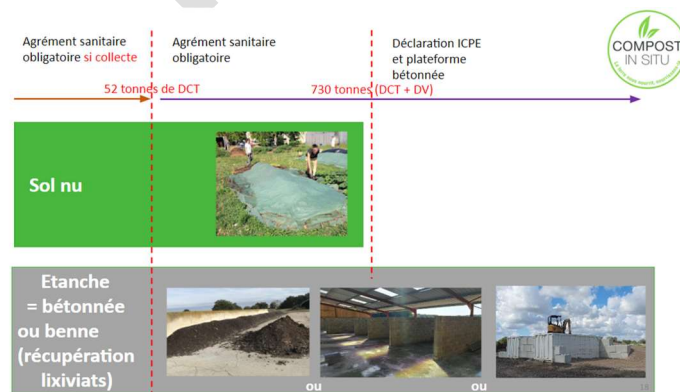 Agrément sanitaire
obligatoire si collecte
Agrément sanitaire
obligatoire
Déclaration ICPE
et plateforme
bétonnée
COMPOST
IN SITU
52 tonnes de DCT
730 tonnes (DCT + DV)
Sol nu
Etanche
= bétonnée
ou benne
(récupération
lixiviats)
ou
ou